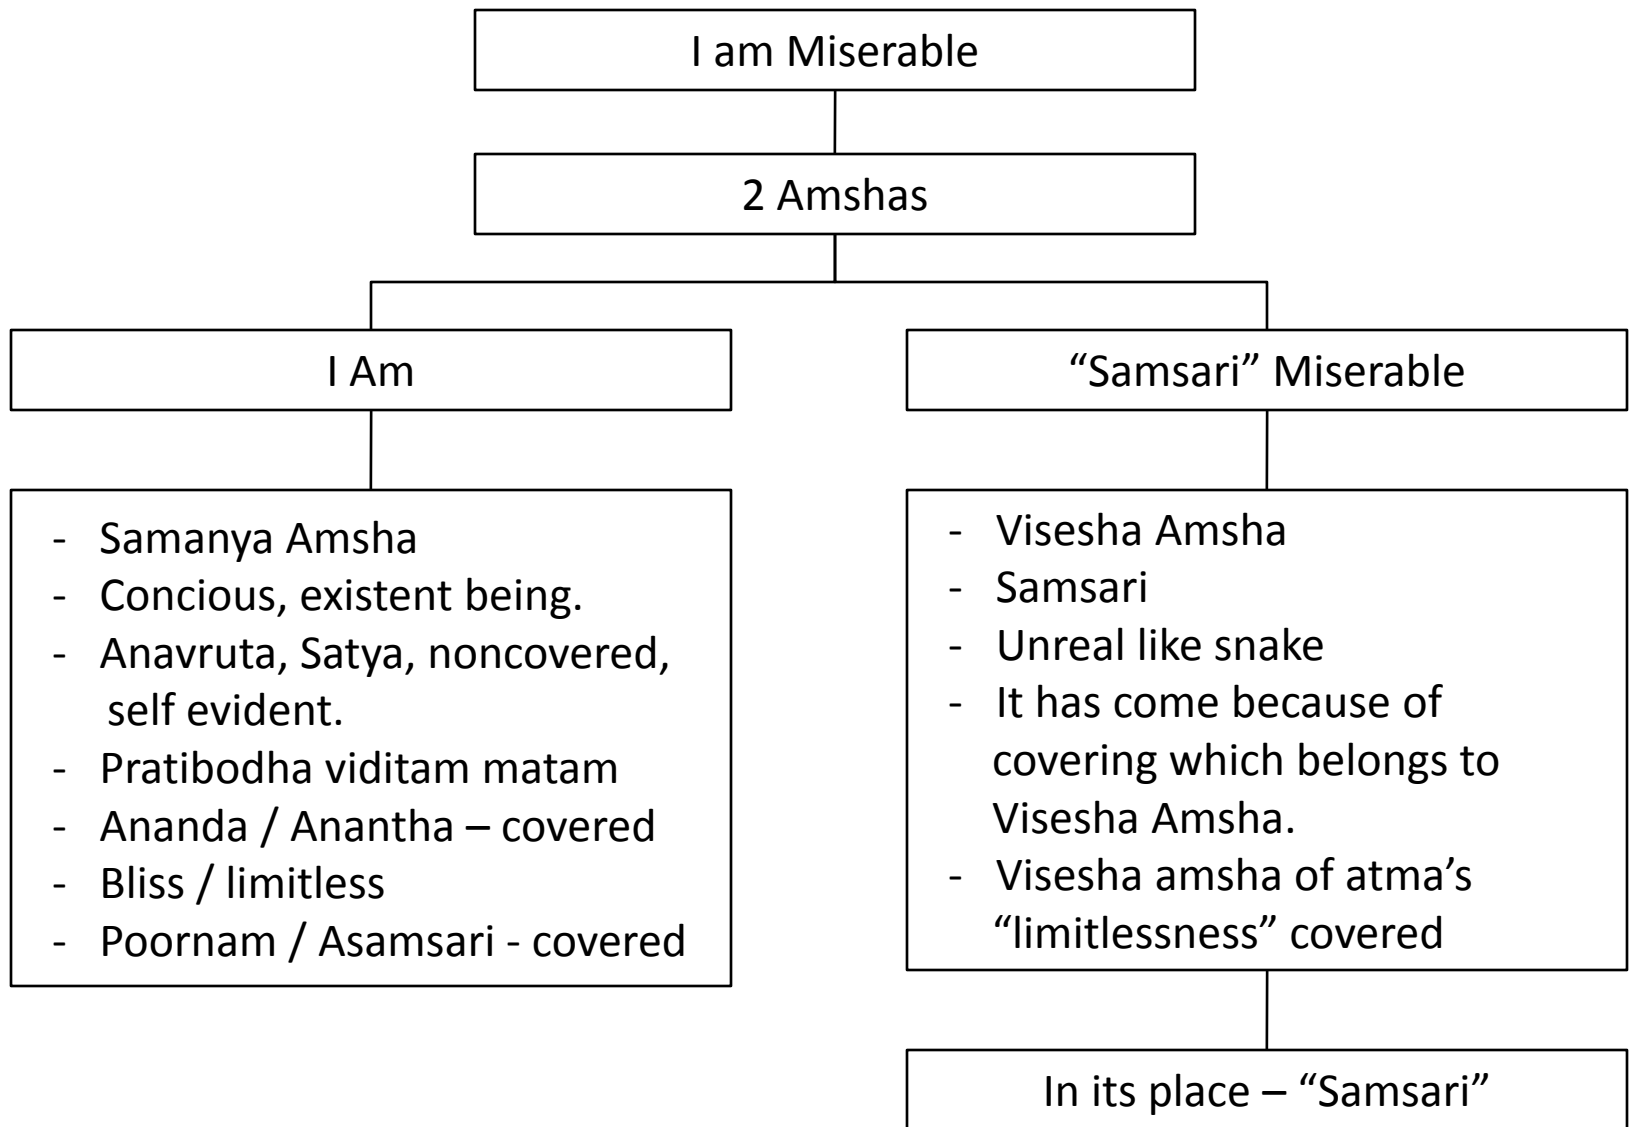 I am Miserable
2 Amshas
I Am
“Samsari” Miserable
- Samanya Amsha
- Concious, existent being.
- Anavruta, Satya, noncovered,
self evident.
- Pratibodha viditam matam
- Ananda / Anantha – covered
- Bliss / limitless
- Poornam / Asamsari - covered
- Visesha Amsha
- Samsari
- Unreal like snake
- It has come because of
covering which belongs to
Visesha Amsha.
- Visesha amsha of atma’s
“limitlessness” covered
In its place – “Samsari”